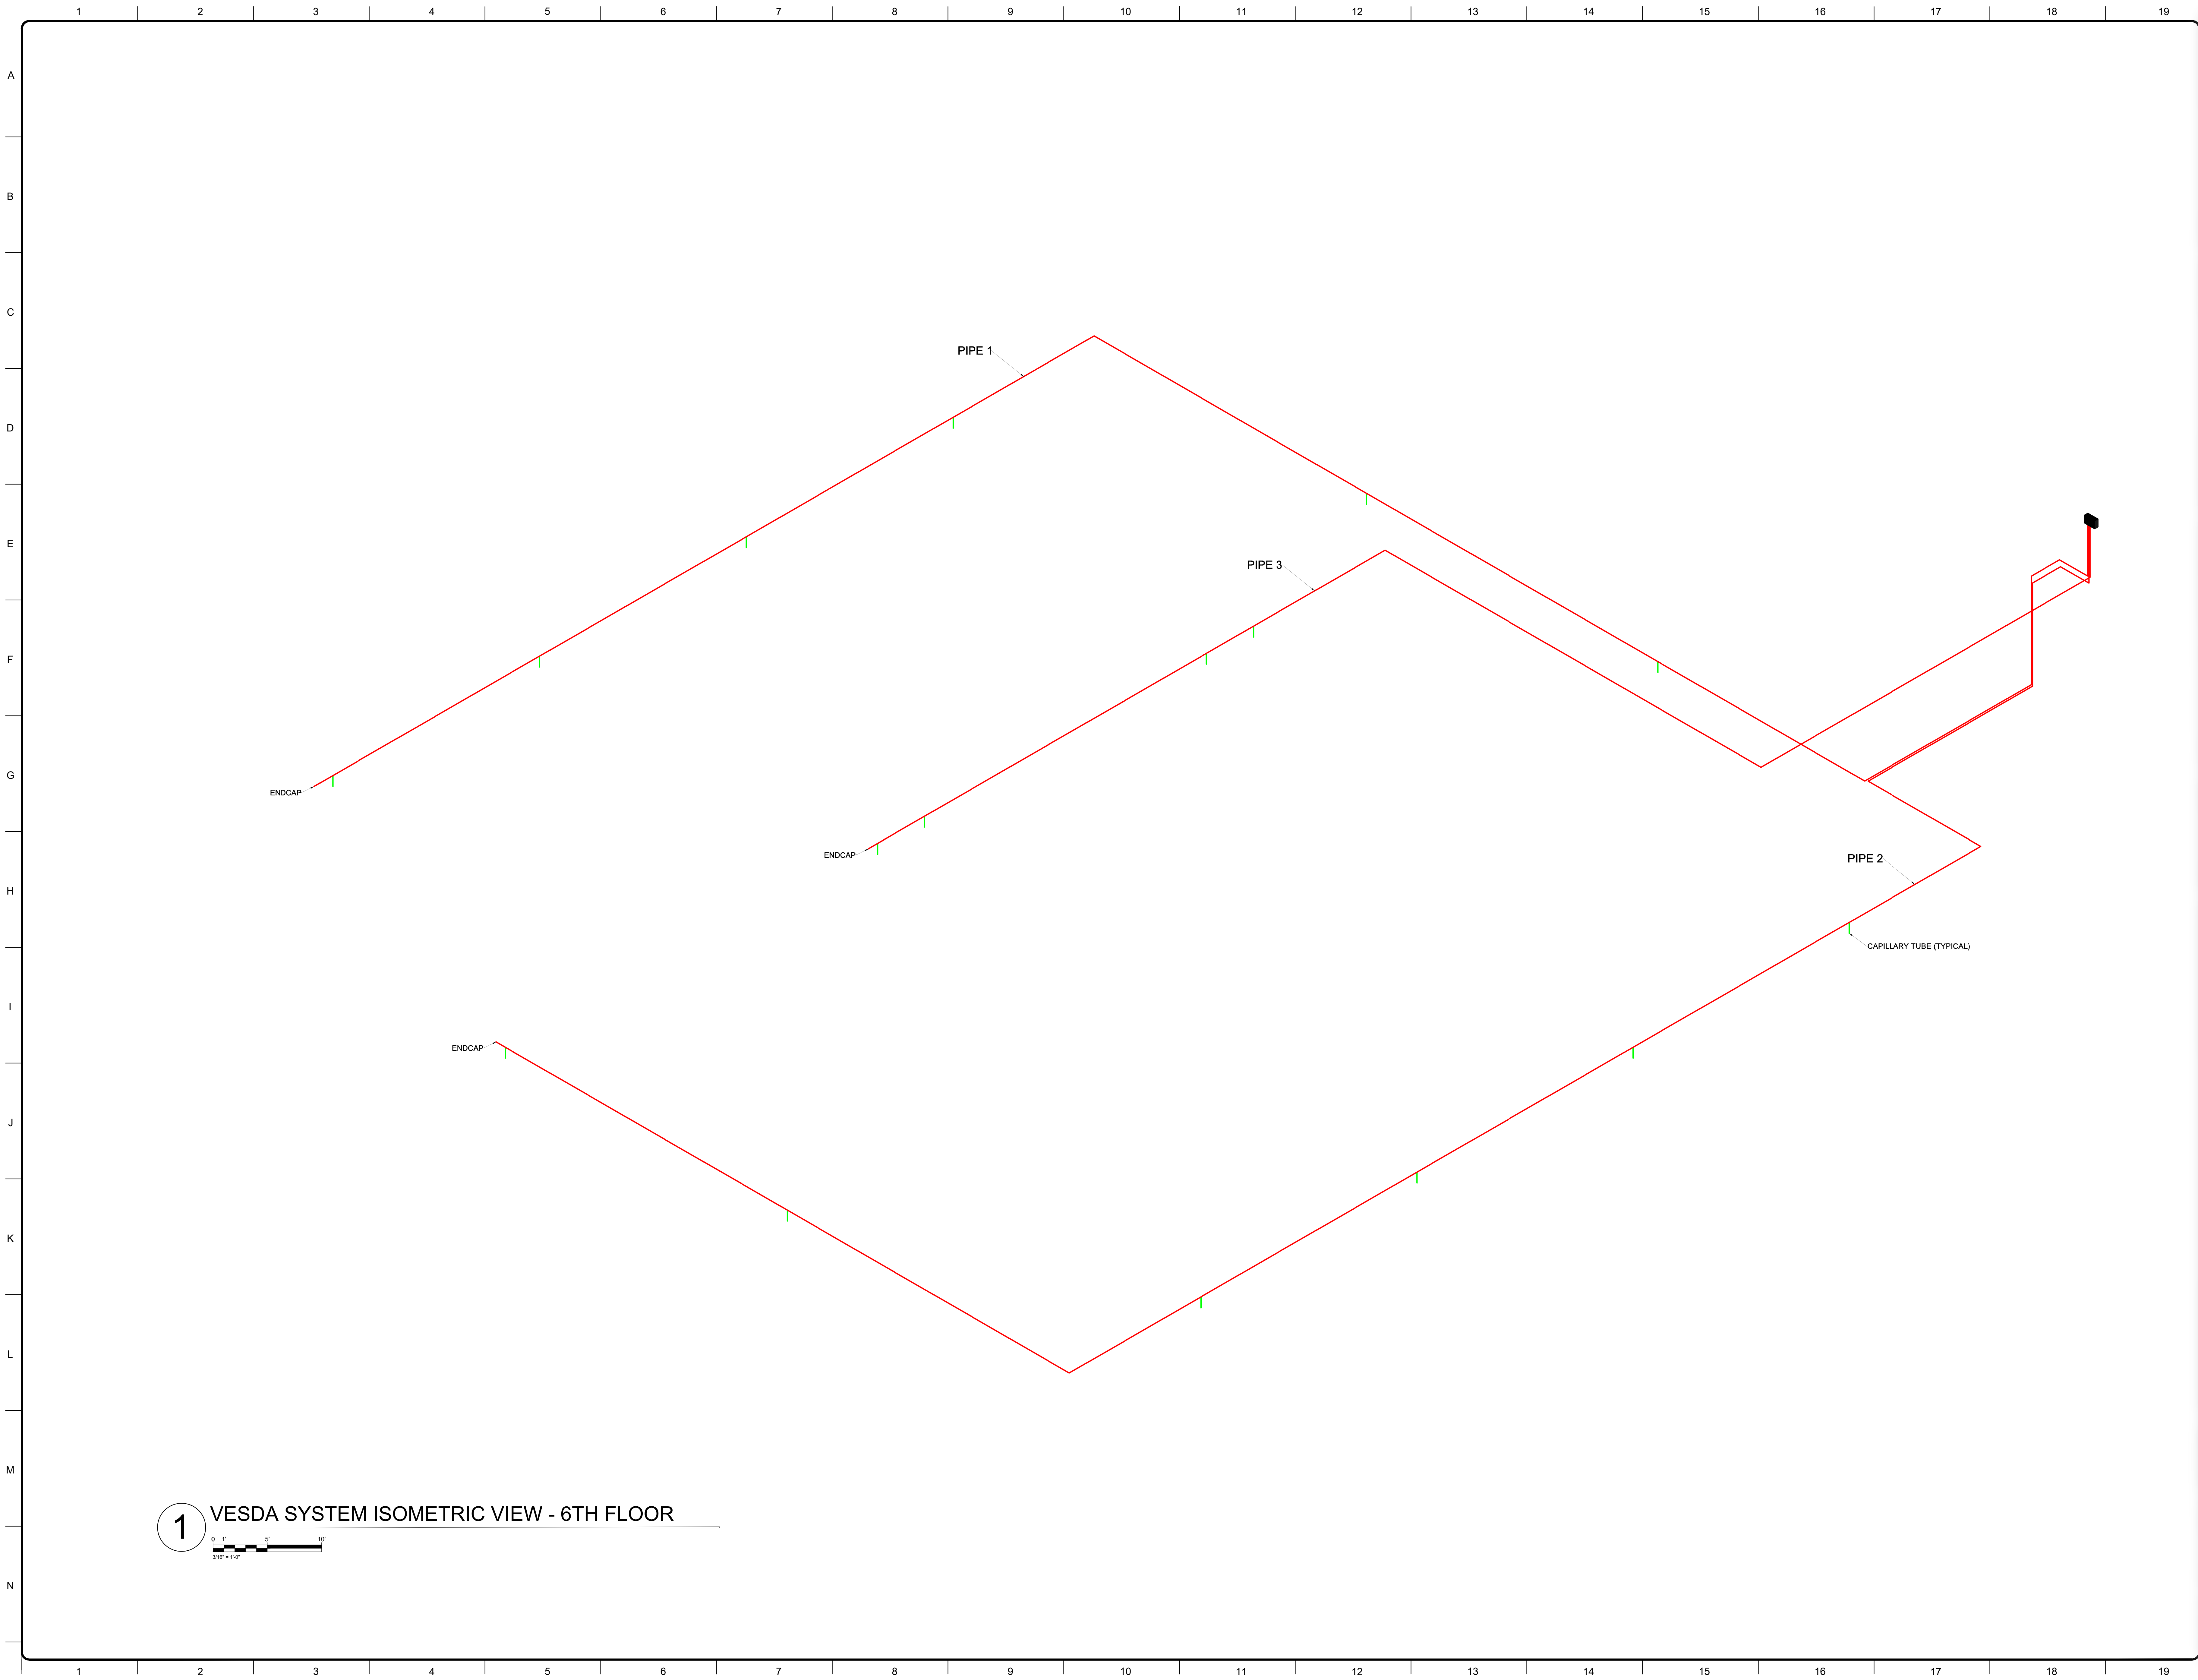 1 2 3 4 5 6 7 8 9 10 11 12 13 14 15 16 17 18 19
A
B
C
PIPE 1
D
E
PIPE 3
F
G
ENDCAP
ENDCAP
PIPE 2
H
CAPILLARY TUBE (TYPICAL)
I
ENDCAP
J
K
L
M
1 VESDA SYSTEM ISOMETRIC VIEW - 6TH FLOOR
0 1' 5' 10'
3/16" = 1'-0"
N
1 2 3 4 5 6 7 8 9 10 11 12 13 14 15 16 17 18 19